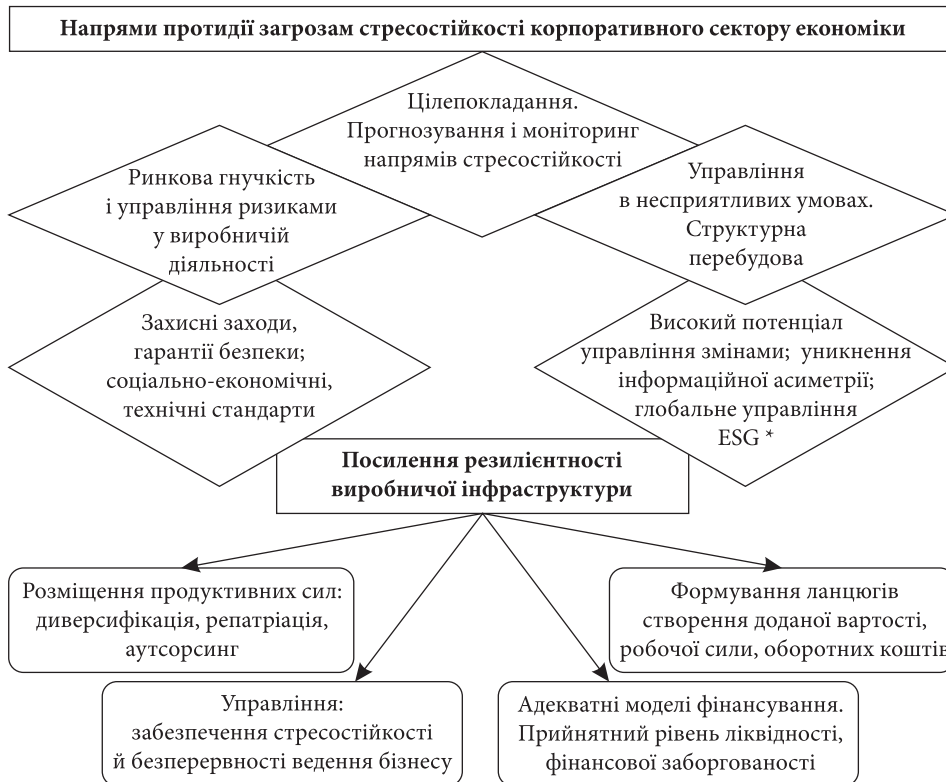 Напрями протидії загрозам стресостійкості корпоративного сектору економіки
Цілепокладання.
Прогнозування і моніторинг
напрямів стресостійкості
Ринкова гнучкість
і управління ризиками
у виробничій
діяльності
Управління
в несприятливих умовах.
Структурна
перебудова
Захисні заходи,
гарантії безпеки;
соціально-економічні,
технічні стандарти
Високий потенціал
управління змінами; уникнення
інформаційної асиметрії;
глобальне управління
ESG *
Посилення резилієнтності
виробничої інфраструктури
Розміщення продуктивних сил:
диверсифікація, репатріація,
аутсорсинг
Формування ланцюгів
створення доданої вартості,
робочої сили, оборотних коштів
Управління:
забезпечення стресостійкості
й безперервності ведення бізнесу
Адекватні моделі фінансування.
Прийнятний рівень ліквідності,
фінансової заборгованості